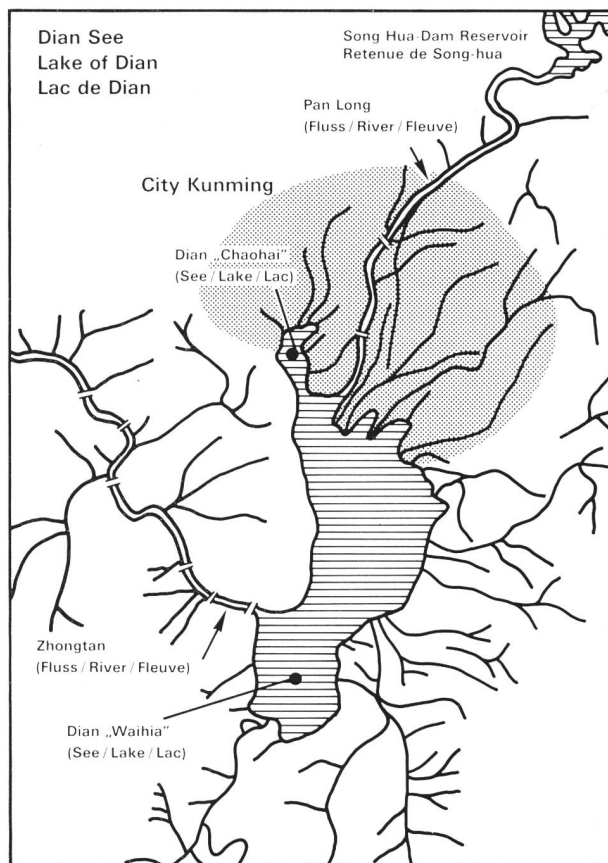 Dian See
Lake of Dian
Lac de Dian
Song Hua-Dam Reservoir
Retenue de Song-hua
Pan Long
(Fluss / River / Fleuve)
City Kunming
Dian „Chaohai"
(See / Lake / Lac)
Zhongtan
(Fluss / River / Fleuve)
Dian „Waihia"
(See / Lake / Lac)